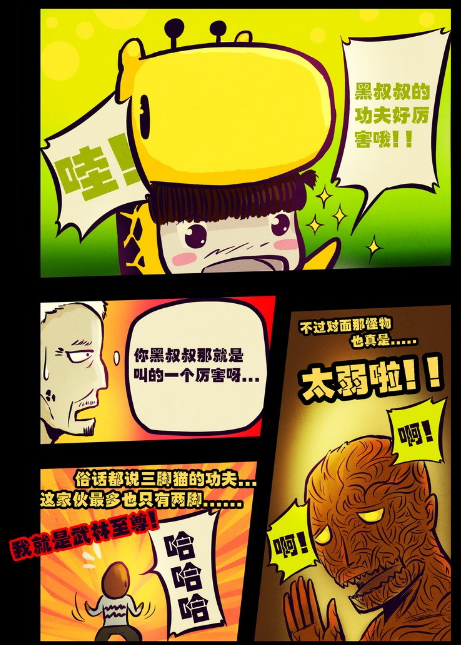 哇!
黑叔叔的
功夫好厉
害哦!!
你黑叔叔那就是
叫的一个厉害呀...
不过对面那怪物
也真是.....
太弱啦!!
俗话都说三脚猫的功夫...
这家伙最多也只有两脚......
我就是武林至尊!
哈哈哈